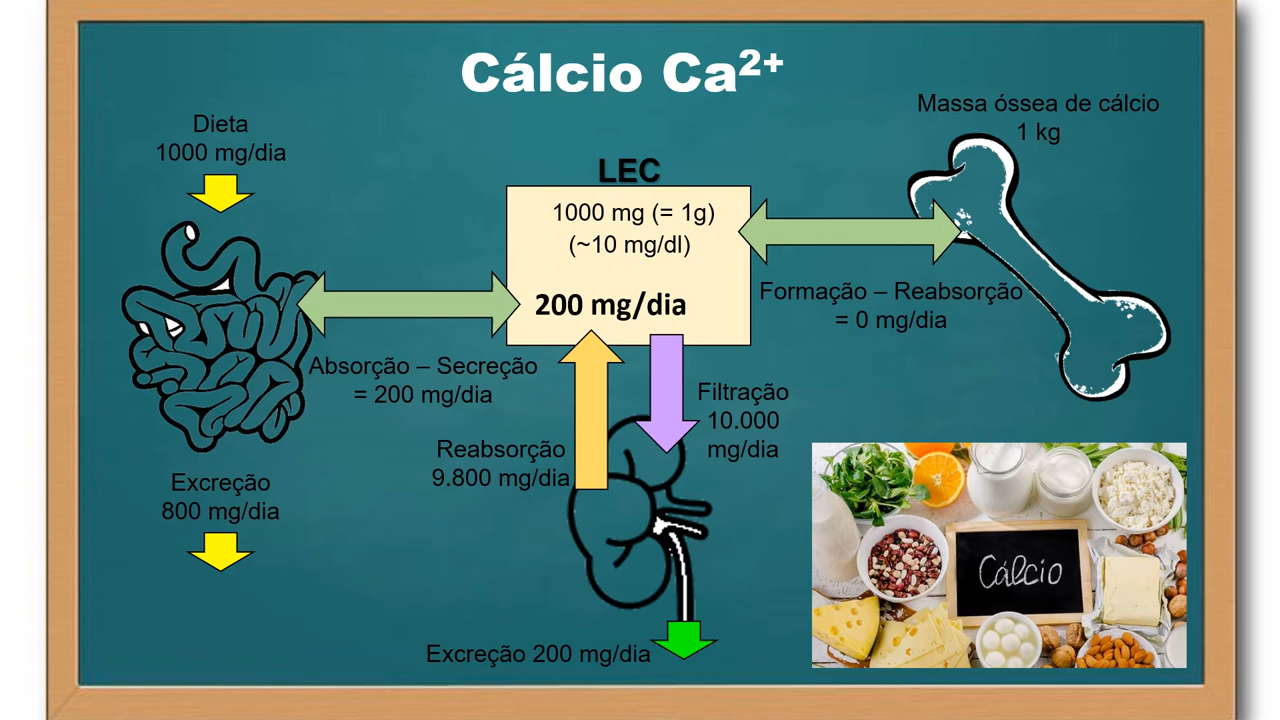 Cálcio Ca²⁺
Dieta
1000 mg/dia
Massa óssea de cálcio
1 kg
LEC
1000 mg (= 1g)
(~10 mg/dl)
200 mg/dia
Formação – Reabsorção
= 0 mg/dia
Absorção – Secreção
= 200 mg/dia
Filtração
10.000
mg/dia
Reabsorção
9.800 mg/dia
Excreção
800 mg/dia
Cálcio
Excreção 200 mg/dia